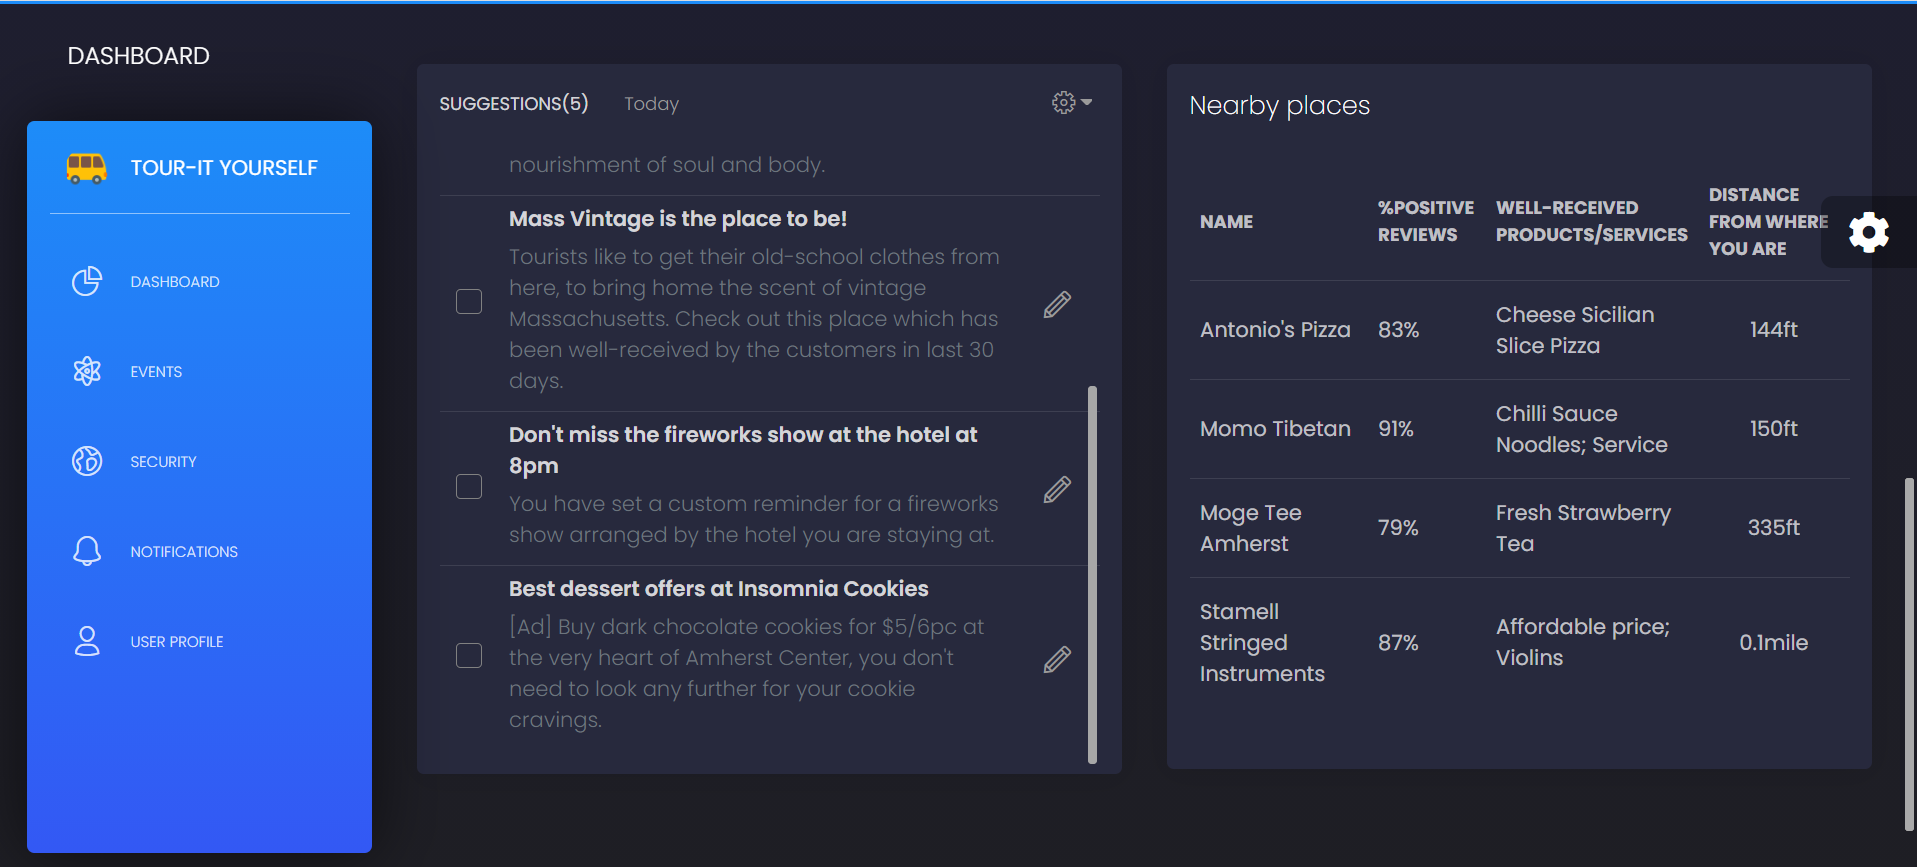 DASHBOARD
TOUR-IT YOURSELF
DASHBOARD
EVENTS
SECURITY
NOTIFICATIONS
USER PROFILE
SUGGESTIONS(5) Today
nourishment of soul and body.
Mass Vintage is the place to be!
Tourists like to get their old-school clothes from
here, to bring home the scent of vintage
Massachusetts. Check out this place which has
been well-received by the customers in last 30
days.
Don't miss the fireworks show at the hotel at
8pm
You have set a custom reminder for a fireworks
show arranged by the hotel you are staying at.
Best dessert offers at Insomnia Cookies
[Ad] Buy dark chocolate cookies for $5/6pc at
the very heart of Amherst Center, you don't
need to look any further for your cookie
cravings.
Nearby places
NAME
%POSITIVE
REVIEWS
WELL-RECEIVED
PRODUCTS/SERVICES
DISTANCE
FROM WHERE
YOU ARE
Antonio's Pizza
83%
Cheese Sicilian
Slice Pizza
144ft
Momo Tibetan
91%
Chilli Sauce
Noodles; Service
150ft
Moge Tee
Amherst
79%
Fresh Strawberry
Tea
335ft
Stamell
Stringed
Instruments
87%
Affordable price;
Violins
0.1mile